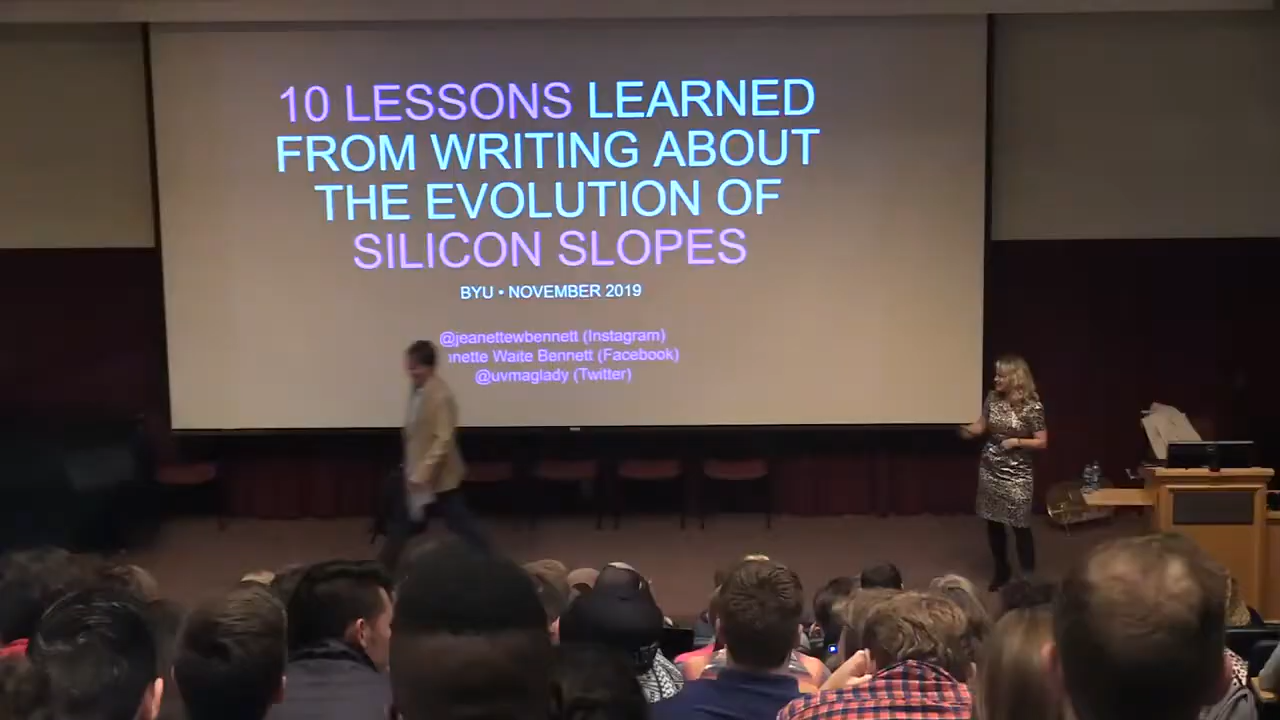 10 LESSONS LEARNED
FROM WRITING ABOUT
THE EVOLUTION OF
SILICON SLOPES
BYU • NOVEMBER 2019
@jeanettewbennett (Instagram)
Waite Bennett (Facebook)
@uvmaglady (Twitter)